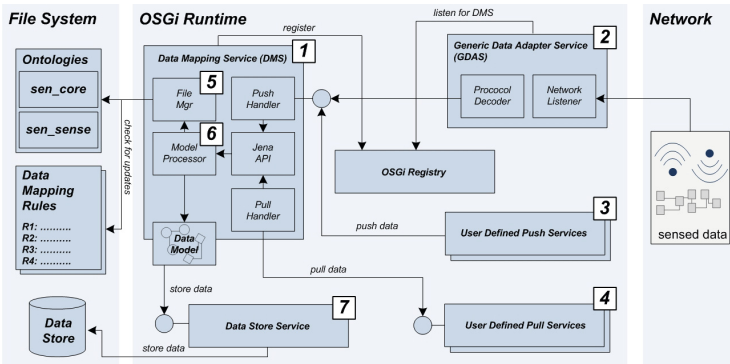 File System
OSGi Runtime
Network
Ontologies
sen_core
sen_sense
check for updates
Data
Mapping
Rules
R1: ..........
R2: ..........
R3: ..........
R4: ..........
Data
Store
register
listen for DMS
1
Data Mapping Service (DMS)
5
File
Mgr
Push
Handler
6
Model
Processor
Jena
API
Pull
Handler
Data
Model
2
Generic Data Adapter Service
(GDAS)
Procotol
Decoder
Network
Listener
OSGi Registry
push data
3
User Defined Push Services
pull data
4
User Defined Pull Services
store data
7
Data Store Service
store data
sensed data